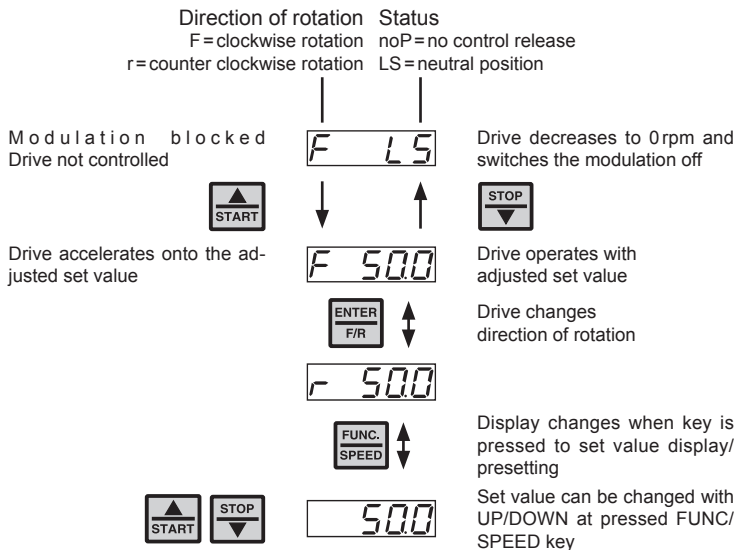 Direction of rotation Status
F=clockwise rotation noP=no control release
r=counter clockwise rotation LS=neutral position
Modulation blocked
Drive not controlled
F LS
Drive decreases to 0rpm and
switches the modulation off
START
STOP
Drive accelerates onto the ad-
justed set value
F 50.0
Drive operates with
adjusted set value
ENTER
F/R
Drive changes
direction of rotation
r 50.0
FUNC.
SPEED
Display changes when key is
pressed to set value display/
presetting
START
STOP
50.0
Set value can be changed with
UP/DOWN at pressed FUNC/
SPEED key